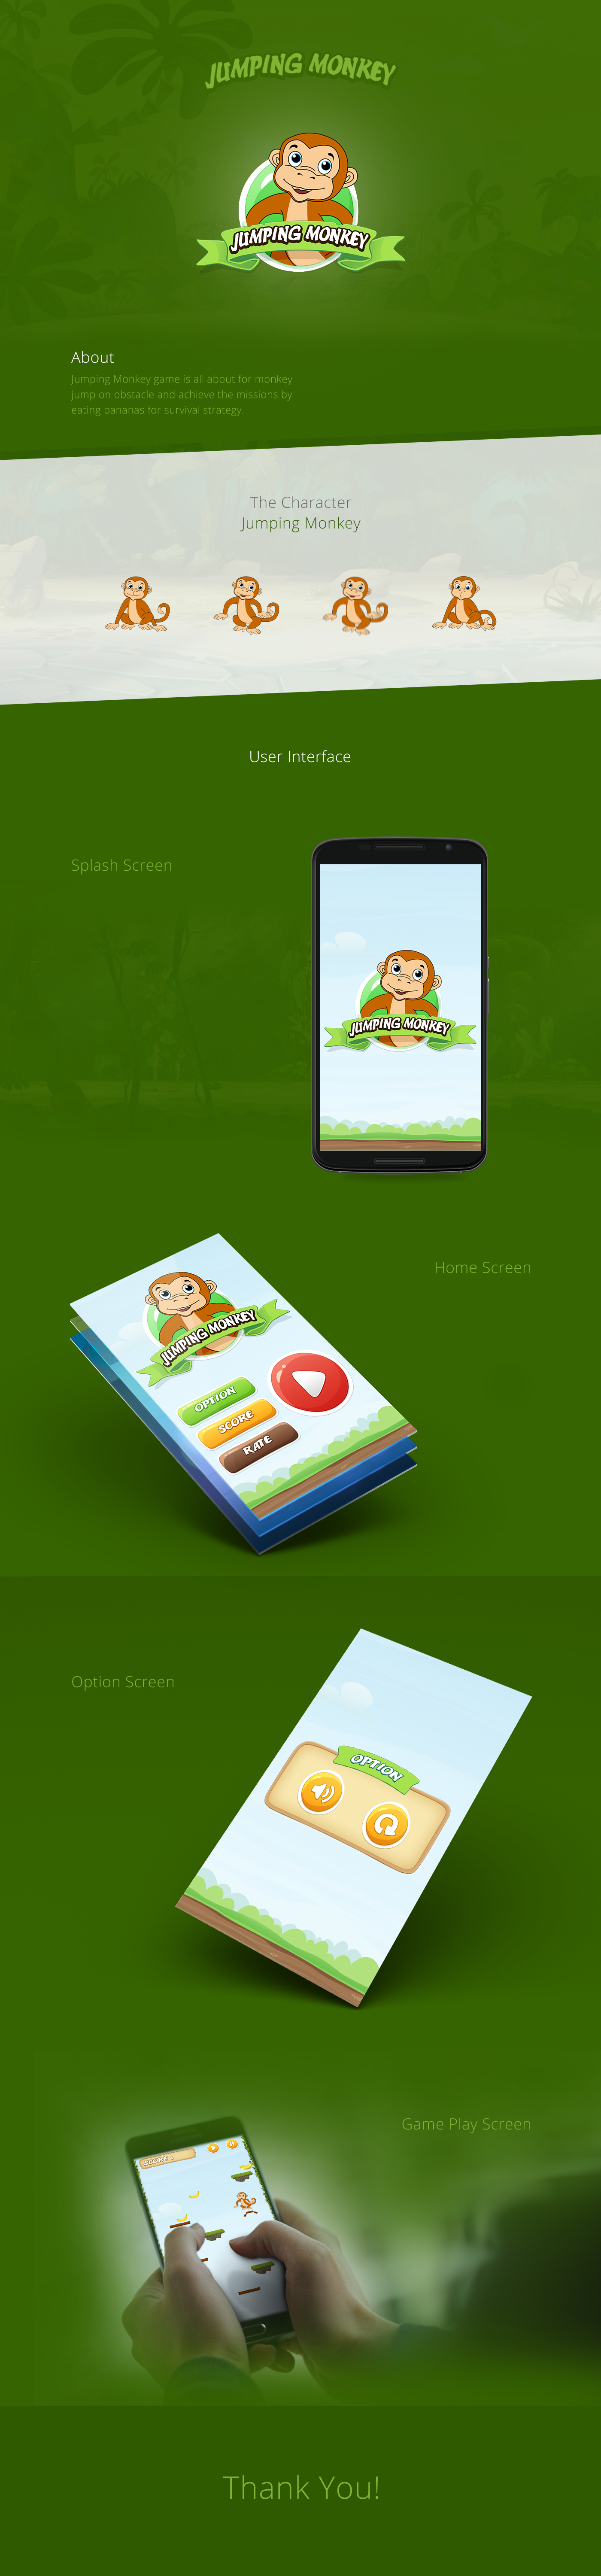 JUMPING MONKEY
JUMPING MONKEY
About
Jumping Monkey game is all about for monkey
jump on obstacle and achieve the missions by
eating bananas for survival strategy.
The Character
Jumping Monkey
User Interface
Splash Screen
JUMPING MONKEY
Home Screen
JUMPING MONKEY
OPTION
SCORE
RATE
Option Screen
OPTION
Game Play Screen
SCORE
Thank You!